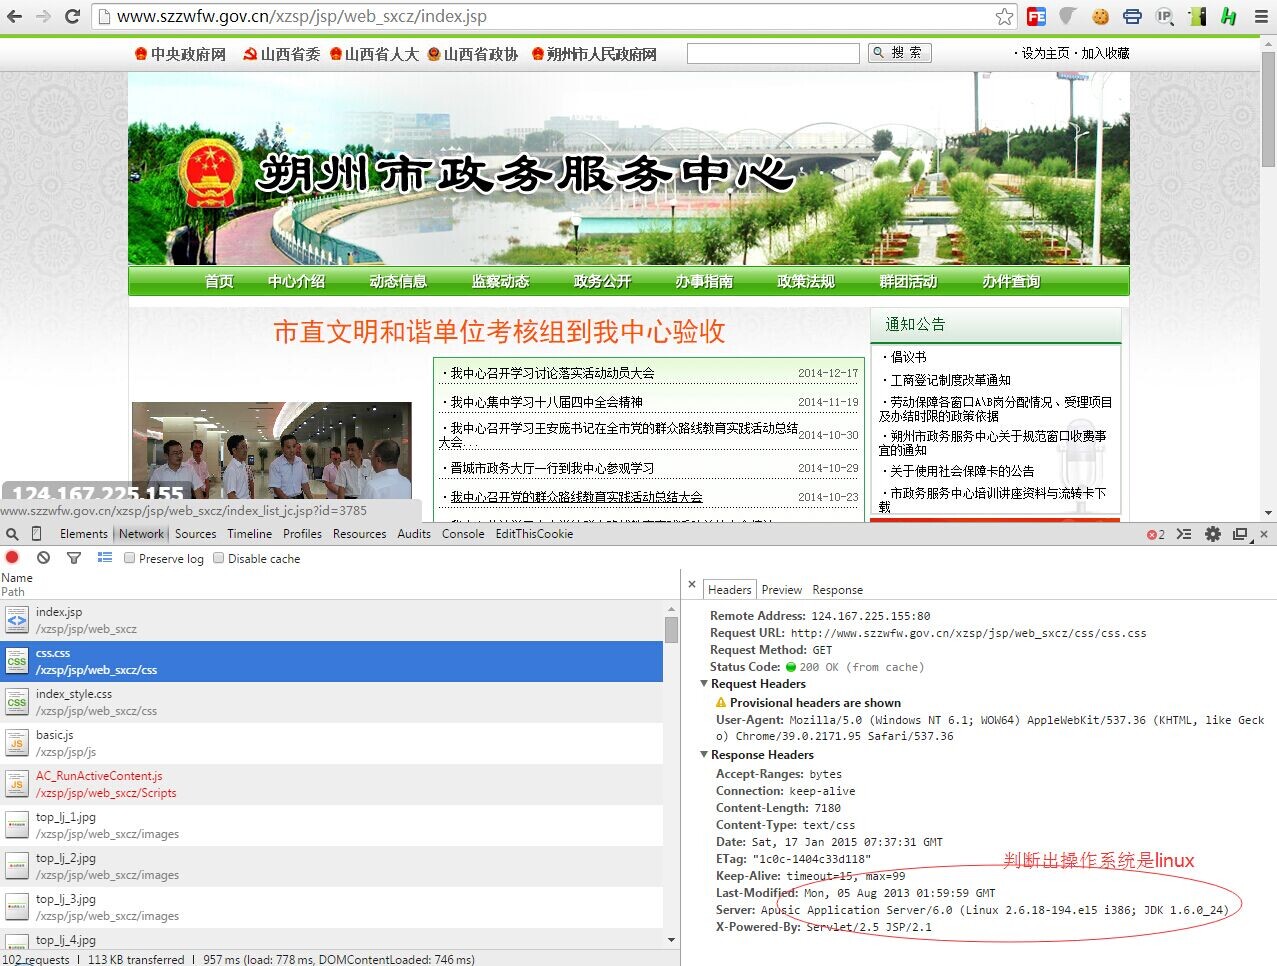 www.szzwfw.gov.cn/xzsp/jsp/web_sxcz/index.jsp
中央政府网 山西省委 山西省人大 山西省政协 朔州市人民政府网 搜 索 ·设为主页·加入收藏
朔州市政务服务中心
首页 中心介绍 动态信息 监察动态 政务公开 办事指南 政策法规 群团活动 办件查询
市直文明和谐单位考核组到我中心验收
·我中心召开学习讨论落实活动动员大会 2014-12-17
·我中心集中学习十八届四中全会精神 2014-11-19
·我中心召开学习王安庞书记在全市党的群众路线教育实践活动总结
大会... 2014-10-30
·晋城市政务大厅一行到我中心参观学习 2014-10-29
·我中心召开党的群众路线教育实践活动总结大会 2014-10-23
通知公告
·倡议书
·工商登记制度改革通知
·劳动保障各窗口A\B岗分配情况、受理项目
及办结时限的政策依据
·朔州市政务服务中心关于规范窗口收费事
宜的通知
·关于使用社会保障卡的公告
·市政务服务中心培训讲座资料与流转卡下
载
124.167.225.155
www.szzwfw.gov.cn/xzsp/jsp/web_sxcz/index_list_jc.jsp?id=3785
Elements Network Sources Timeline Profiles Resources Audits Console EditThisCookie 2
Preserve log Disable cache
Name
Path
index.jsp
/xzsp/jsp/web_sxcz
css.css
/xzsp/jsp/web_sxcz/css
index_style.css
/xzsp/jsp/web_sxcz/css
basic.js
/xzsp/jsp/js
AC_RunActiveContent.js
/xzsp/jsp/web_sxcz/Scripts
top_lj_1.jpg
/xzsp/jsp/web_sxcz/images
top_lj_2.jpg
/xzsp/jsp/web_sxcz/images
top_lj_3.jpg
/xzsp/jsp/web_sxcz/images
top_lj_4.jpg
102 requests | 113 KB transferred | 957 ms (load: 778 ms, DOMContentLoaded: 746 ms)
Headers Preview Response
Remote Address: 124.167.225.155:80
Request URL: http://www.szzwfw.gov.cn/xzsp/jsp/web_sxcz/css/css.css
Request Method: GET
Status Code: 200 OK (from cache)
Request Headers
Provisional headers are shown
User-Agent: Mozilla/5.0 (Windows NT 6.1; WOW64) AppleWebKit/537.36 (KHTML, like Geck
o) Chrome/39.0.2171.95 Safari/537.36
Response Headers
Accept-Ranges: bytes
Connection: keep-alive
Content-Length: 7180
Content-Type: text/css
Date: Sat, 17 Jan 2015 07:37:31 GMT
ETag: "1c0c-1404c33d118"
判断出操作系统是linux
Keep-Alive: timeout=15, max=99
Last-Modified: Mon, 05 Aug 2013 01:59:59 GMT
Server: Apusic Application Server/6.0 (Linux 2.6.18-194.el5 i386; JDK 1.6.0_24)
X-Powered-By: Servlet/2.5 JSP/2.1